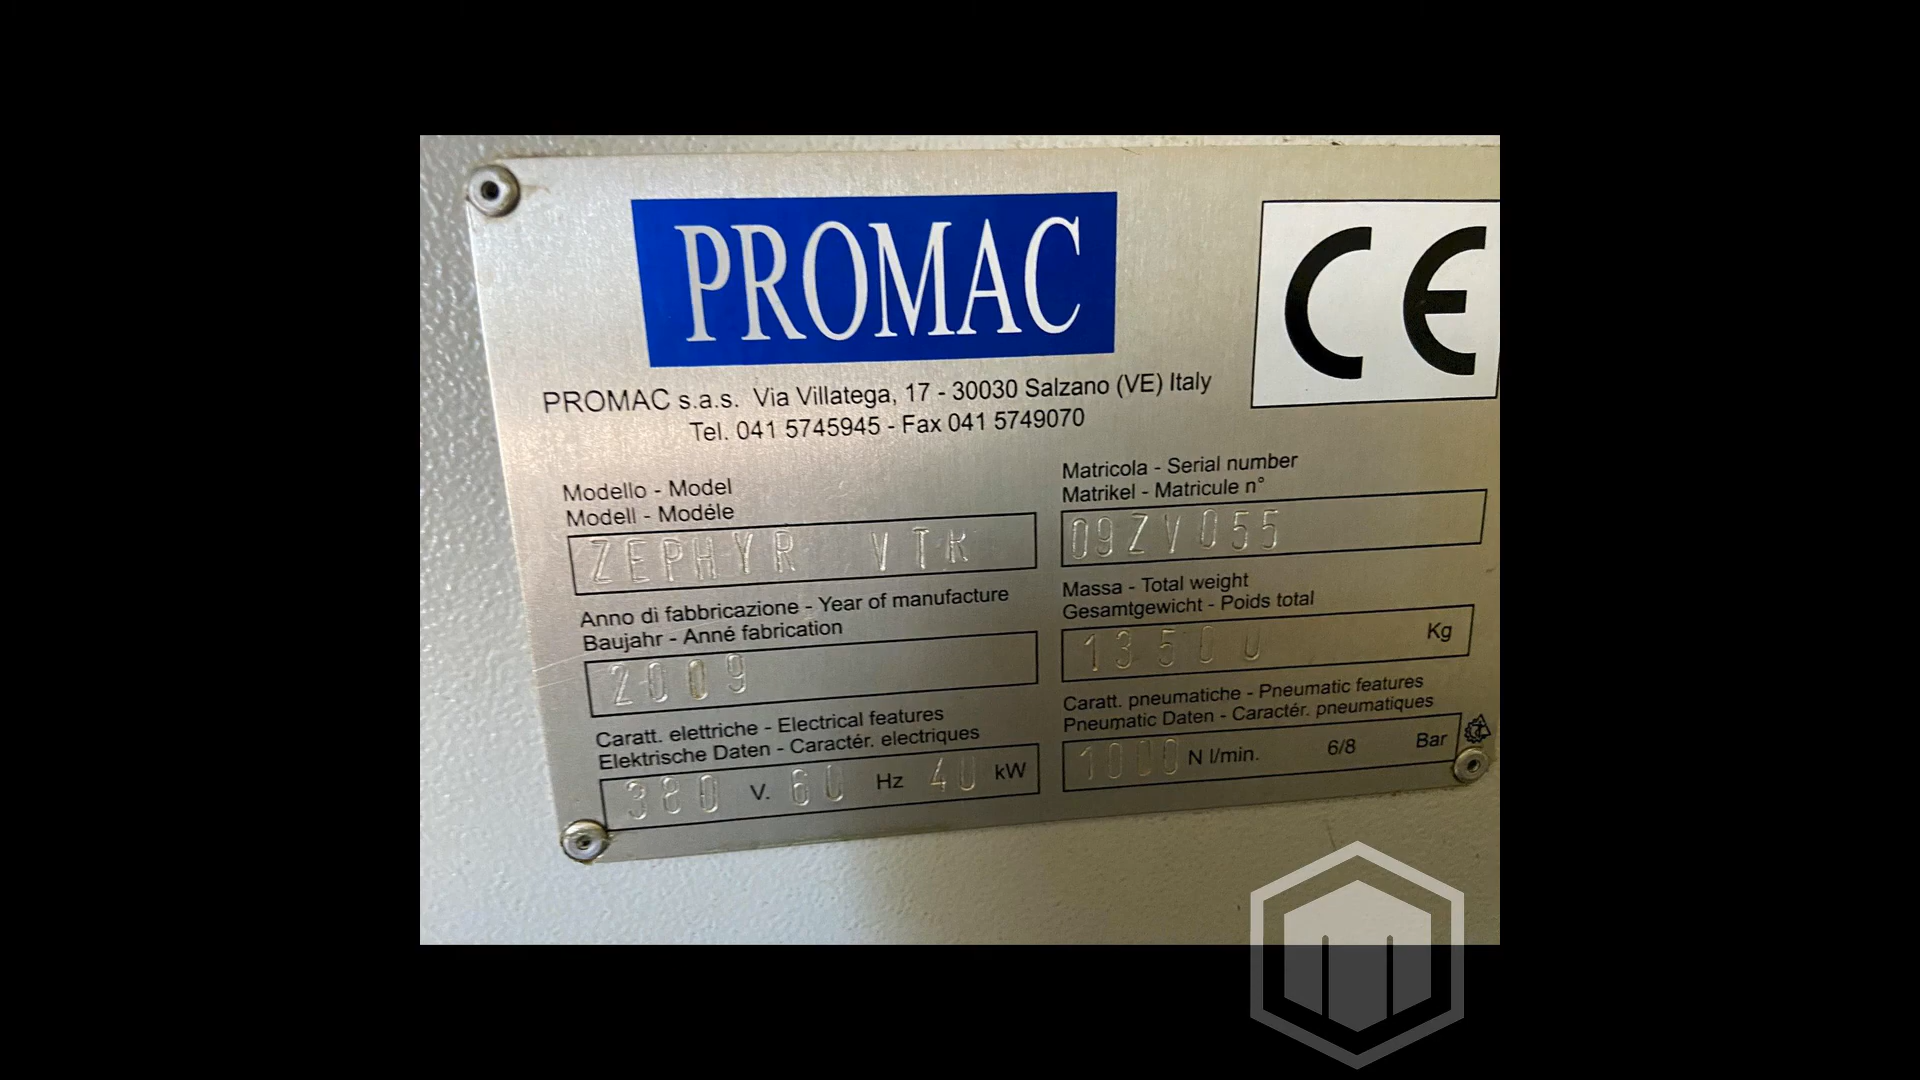 PROMAC
CE
PROMAC s.a.s. Via Villatega, 17 - 30030 Salzano (VE) Italy
Tel. 041 5745945 - Fax 041 5749070
Modello - Model
Modell - Modéle
ZEPHYR VTR
Matricola - Serial number
Matrikel - Matricule n°
09ZV055
Anno di fabbricazione - Year of manufacture
Baujahr - Anné fabrication
2009
Massa - Total weight
Gesamtgewicht - Poids total
13500 Kg
Caratt. elettriche - Electrical features
Elektrische Daten - Caractér. electriques
380 V. 60 Hz 40 kW
Caratt. pneumatiche - Pneumatic features
Pneumatic Daten - Caractér. pneumatiques
1000 N l/min. 6/8 Bar